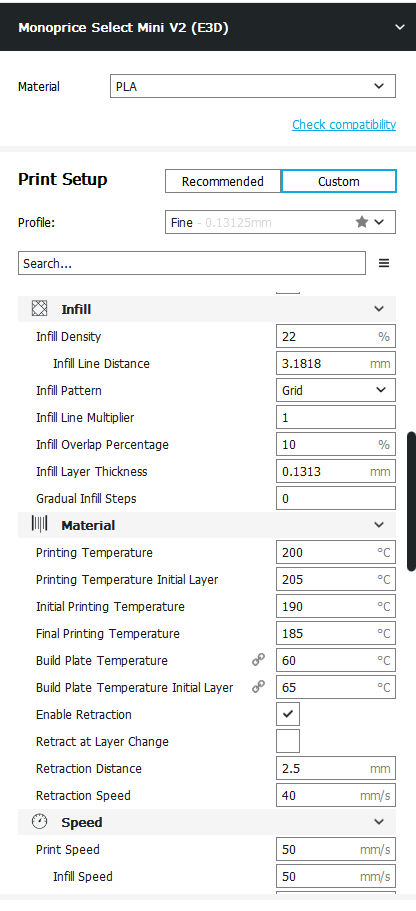 Monoprice Select Mini V2 (E3D)
Material PLA
Check compatibility
Print Setup Recommended Custom
Profile: Fine - 0.13125mm
Search...
Infill
Infill Density 22 %
Infill Line Distance 3.1818 mm
Infill Pattern Grid
Infill Line Multiplier 1
Infill Overlap Percentage 10 %
Infill Layer Thickness 0.1313 mm
Gradual Infill Steps 0
Material
Printing Temperature 200 °C
Printing Temperature Initial Layer 205 °C
Initial Printing Temperature 190 °C
Final Printing Temperature 185 °C
Build Plate Temperature 60 °C
Build Plate Temperature Initial Layer 65 °C
Enable Retraction
Retract at Layer Change
Retraction Distance 2.5 mm
Retraction Speed 40 mm/s
Speed
Print Speed 50 mm/s
Infill Speed 50 mm/s